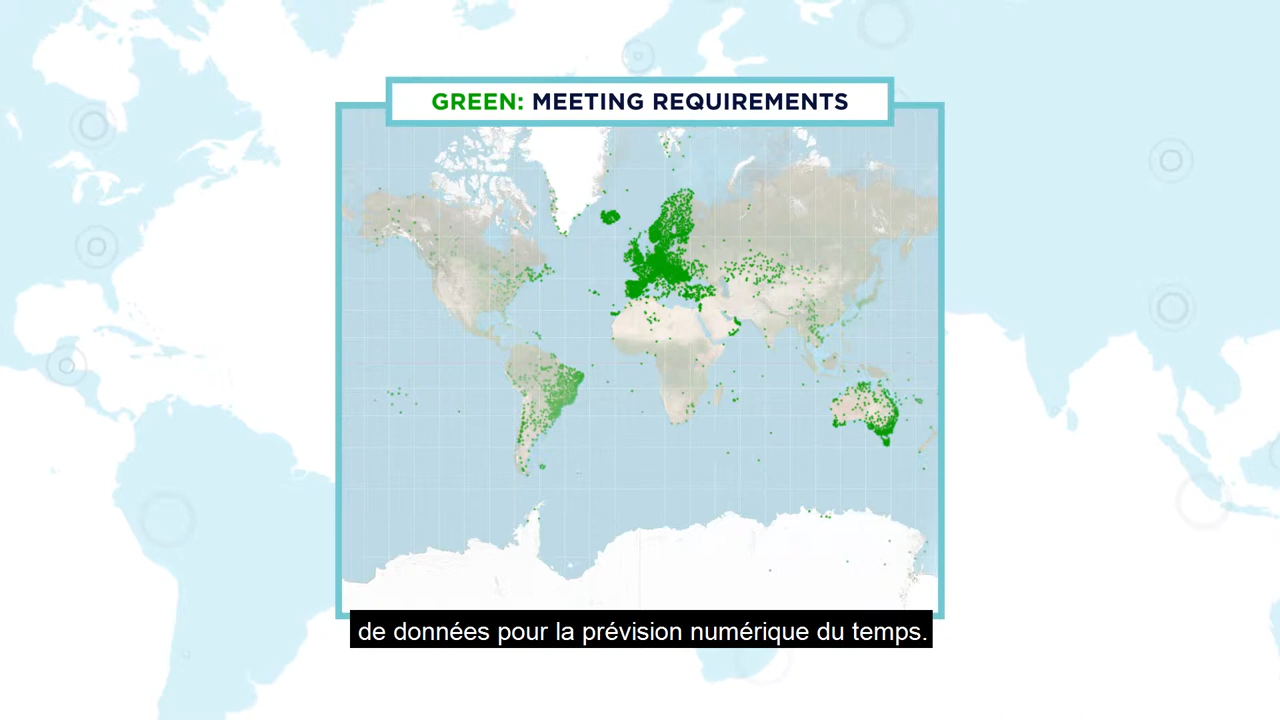 GREEN: MEETING REQUIREMENTS
de données pour la prévision numérique du temps.